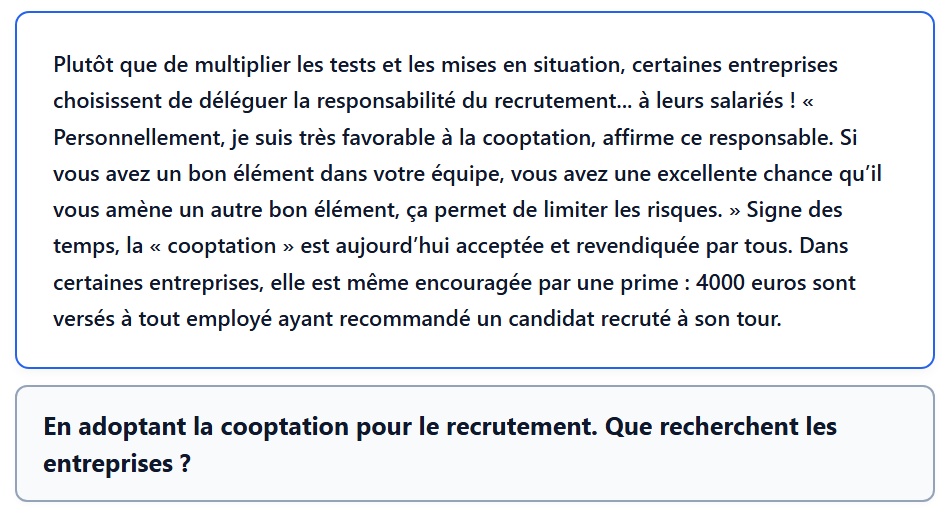 Plutôt que de multiplier les tests et les mises en situation, certaines entreprises
choisissent de déléguer la responsabilité du recrutement... à leurs salariés ! «
Personnellement, je suis très favorable à la cooptation, affirme ce responsable. Si
vous avez un bon élément dans votre équipe, vous avez une excellente chance qu’il
vous amène un autre bon élément, ça permet de limiter les risques. » Signe des
temps, la « cooptation » est aujourd’hui acceptée et revendiquée par tous. Dans
certaines entreprises, elle est même encouragée par une prime : 4000 euros sont
versés à tout employé ayant recommandé un candidat recruté à son tour.
En adoptant la cooptation pour le recrutement. Que recherchent les
entreprises ?